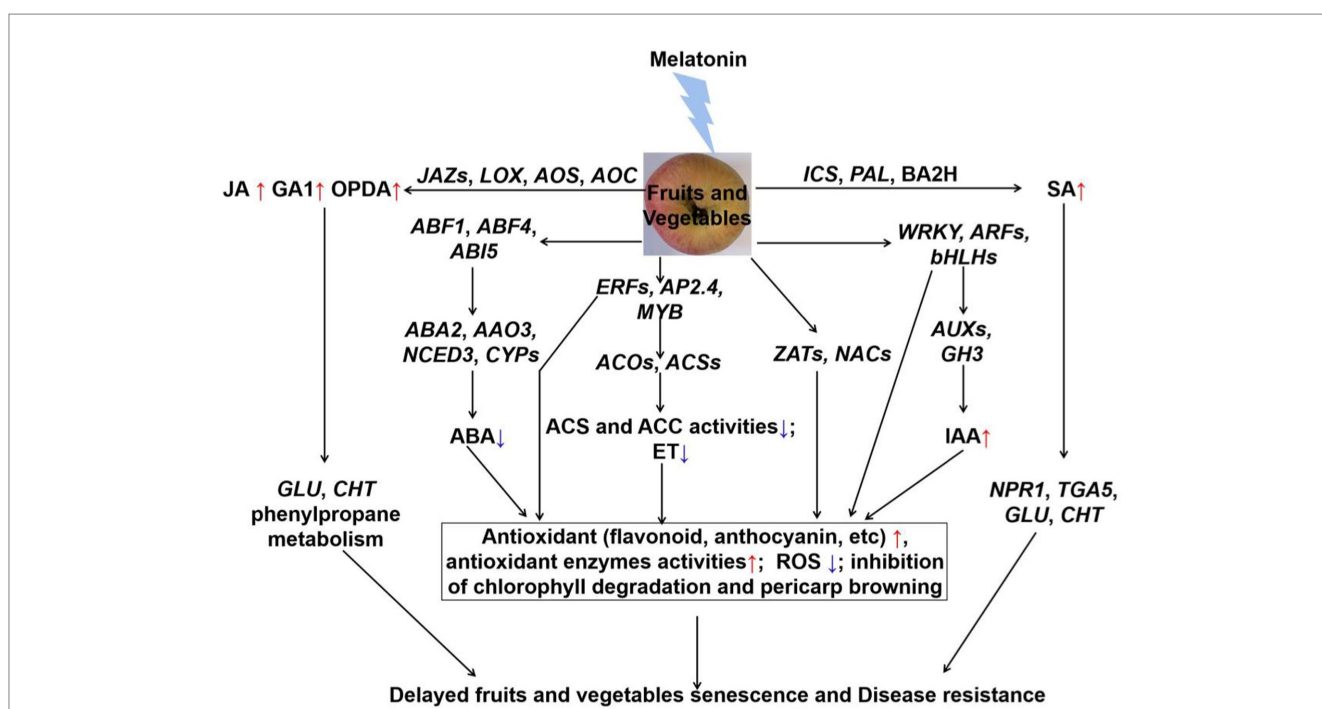 Melatonin
Fruits and
Vegetables
JAZs, LOX, AOS, AOC
JA ↑ GA1↑ OPDA↑
ICS, PAL, BA2H
SA↑
ABF1, ABF4,
ABI5
WRKY, ARFs,
bHLHs
ERFs, AP2.4,
MYB
ABA2, AAO3,
NCED3, CYPs
ACOs, ACSs
ZATs, NACs
AUXs,
GH3
ABA↓
ACS and ACC activities↓;
ET↓
IAA↑
GLU, CHT
phenylpropane
metabolism
NPR1, TGA5,
GLU, CHT
Antioxidant (flavonoid, anthocyanin, etc) ↑,
antioxidant enzymes activities↑; ROS ↓; inhibition
of chlorophyll degradation and pericarp browning
Delayed fruits and vegetables senescence and Disease resistance